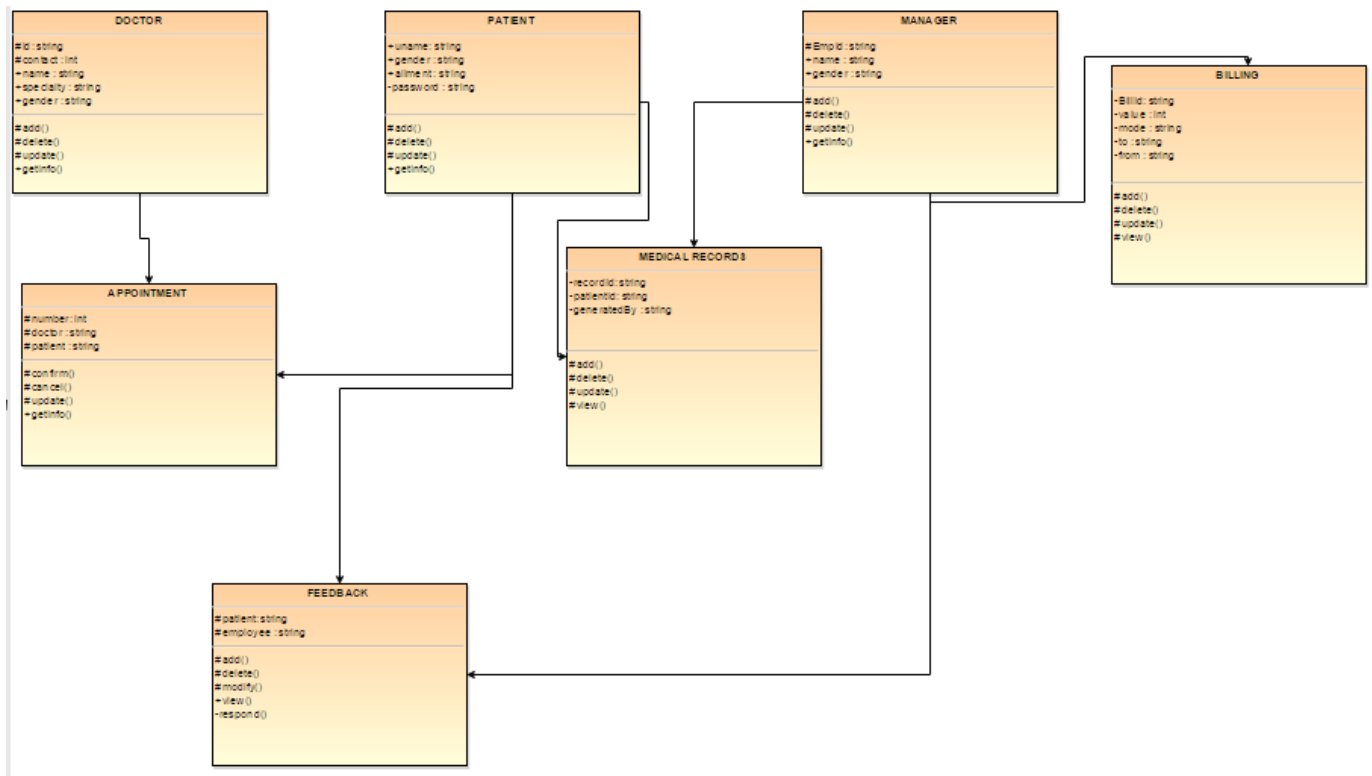 DOCTOR
#id: string
#contact : int
+name : string
+specialty : string
+gender : string
#add()
#delete()
#update()
+getinfo()
PATIENT
+uname: string
+gender : string
+ailment : string
-password : string
#add()
#delete()
#update()
+getinfo()
MANAGER
#Empid : string
+name : string
+gender : string
#add()
#delete()
#update()
+getinfo()
BILLING
-Billid: string
-value : int
-mode : string
-to : string
-from : string
#add()
#delete()
#update()
#view()
APPOINTMENT
#number: int
#doctor : string
#patient : string
#confirm()
#cancel()
#update()
+getinfo()
MEDICAL RECORDS
-recordid: string
-patientid: string
-generatedBy : string
#add()
#delete()
#update()
#view()
FEEDBACK
#patient: string
#employee : string
#add()
#delete()
#modify()
+view()
-respond()